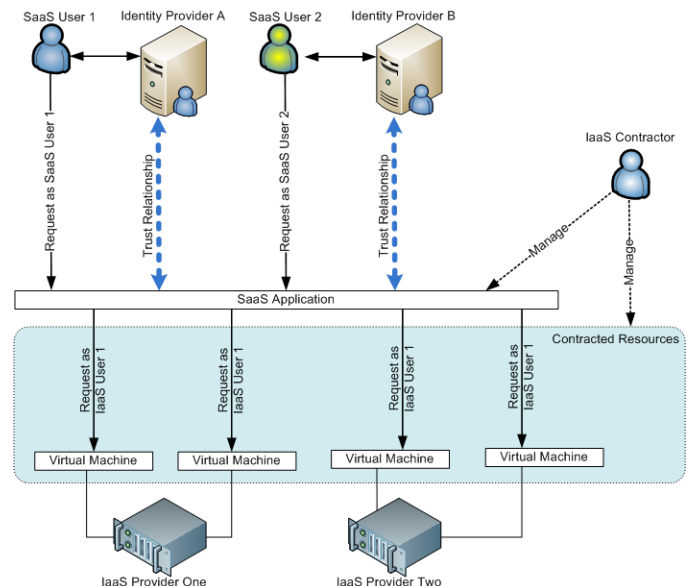 SaaS User 1
Identity Provider A
SaaS User 2
Identity Provider B
IaaS Contractor
Request as SaaS User 1
Trust Relationship
Request as SaaS User 2
Trust Relationship
Manage
Manage
SaaS Application
Contracted Resources
Request as
IaaS User 1
Request as
IaaS User 1
Request as
IaaS User 1
Request as
IaaS User 1
Virtual Machine
Virtual Machine
Virtual Machine
Virtual Machine
IaaS Provider One
IaaS Provider Two